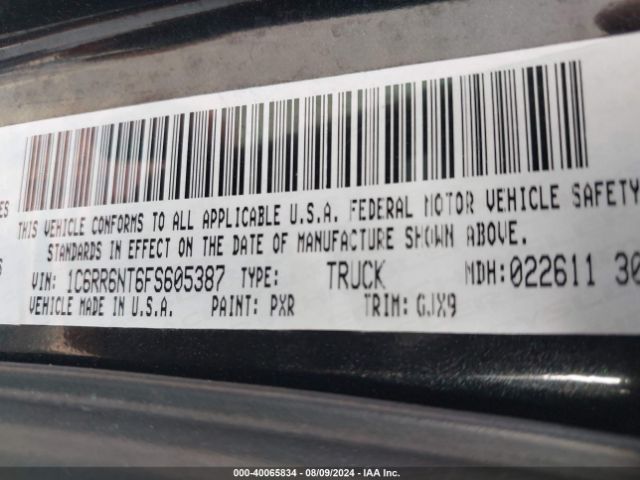 ES
THIS VEHICLE CONFORMS TO ALL APPLICABLE U.S.A. FEDERAL MOTOR VEHICLE SAFETY
STANDARDS IN EFFECT ON THE DATE OF MANUFACTURE SHOWN ABOVE.
VIN: 1C6RR6NT6FS605387 TYPE: TRUCK MDH:022611 30
VEHICLE MADE IN U.S.A. PAINT: PXR TRIM: GJX9
000-40065834 - 08/09/2024 - IAA Inc.